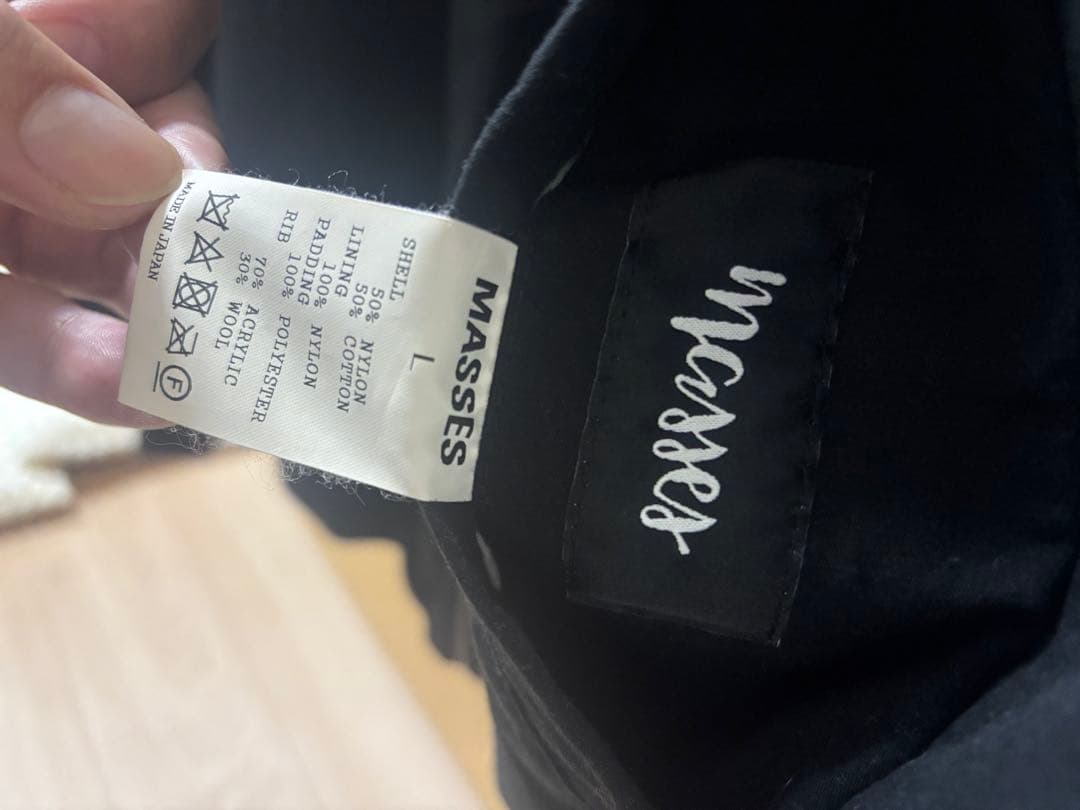 MASSES
L
SHELL
50% NYLON
50% COTTON
LINING
100% NYLON
PADDING
100% POLYESTER
RIB
70% ACRYLIC
30% WOOL
F
MADE IN JAPAN
masses